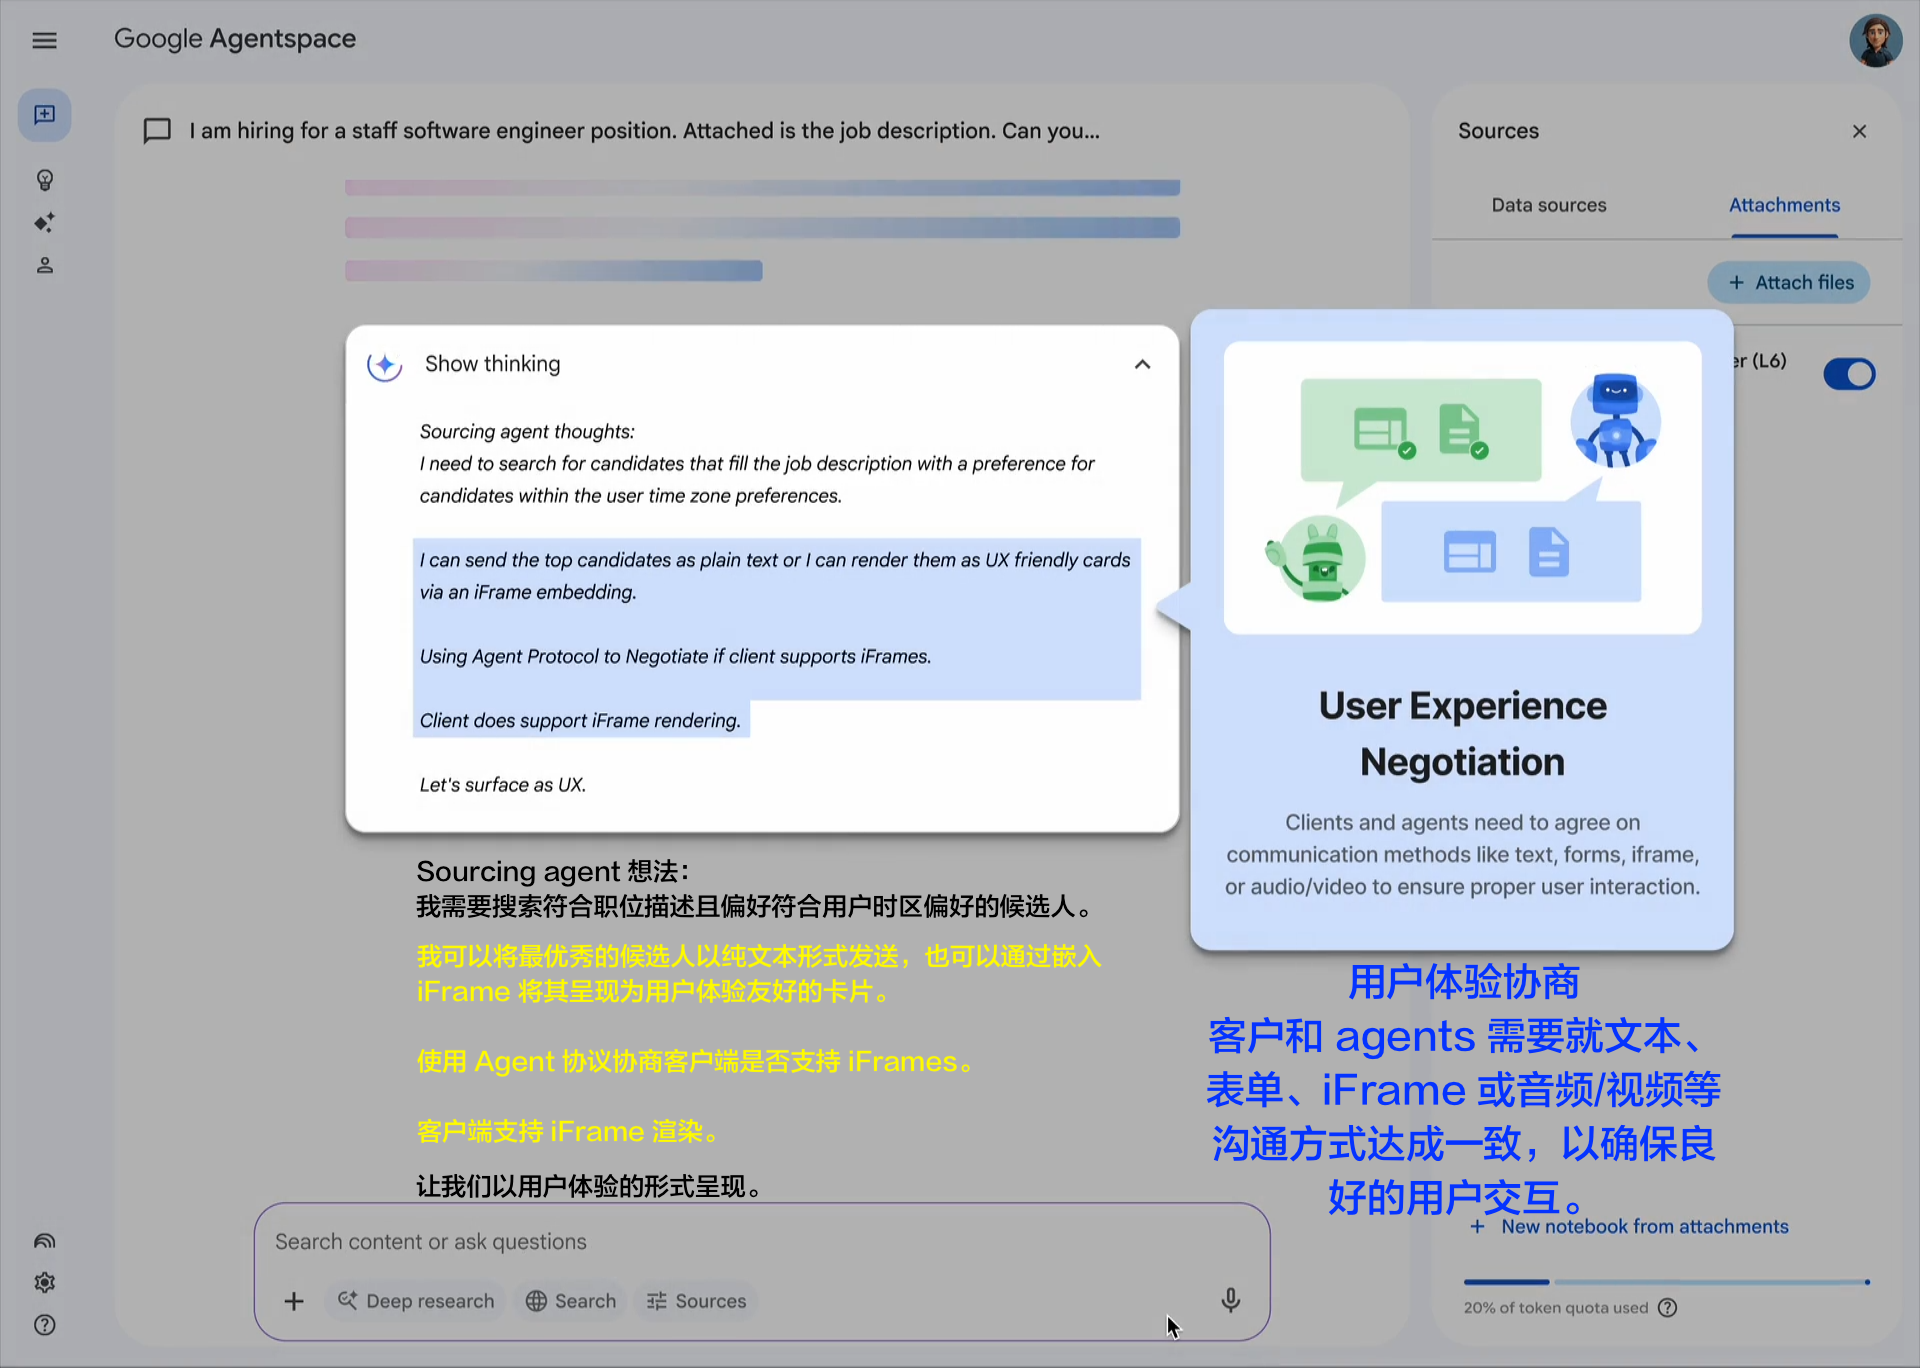 Google Agentspace
I am hiring for a staff software engineer position. Attached is the job description. Can you...
Show thinking
Sourcing agent thoughts:
I need to search for candidates that fill the job description with a preference for
candidates within the user time zone preferences.
I can send the top candidates as plain text or I can render them as UX friendly cards
via an iFrame embedding.
Using Agent Protocol to Negotiate if client supports iFrames.
Client does support iFrame rendering.
Let's surface as UX.
Sourcing agent 想法：
我需要搜索符合职位描述且偏好符合用户时区偏好的候选人。
我可以将最优秀的候选人以纯文本形式发送，也可以通过嵌入
iFrame 将其呈现为用户体验友好的卡片。
使用 Agent 协议协商客户端是否支持 iFrames。
客户端支持 iFrame 渲染。
让我们以用户体验的形式呈现。
Search content or ask questions
Deep research
Search
Sources
Sources
Data sources
Attachments
+ Attach files
er (L6)
User Experience
Negotiation
Clients and agents need to agree on
communication methods like text, forms, iframe,
or audio/video to ensure proper user interaction.
用户体验协商
客户和 agents 需要就文本、
表单、iFrame 或音频/视频等
沟通方式达成一致，以确保良
好的用户交互。
+ New notebook from attachments
20% of token quota used